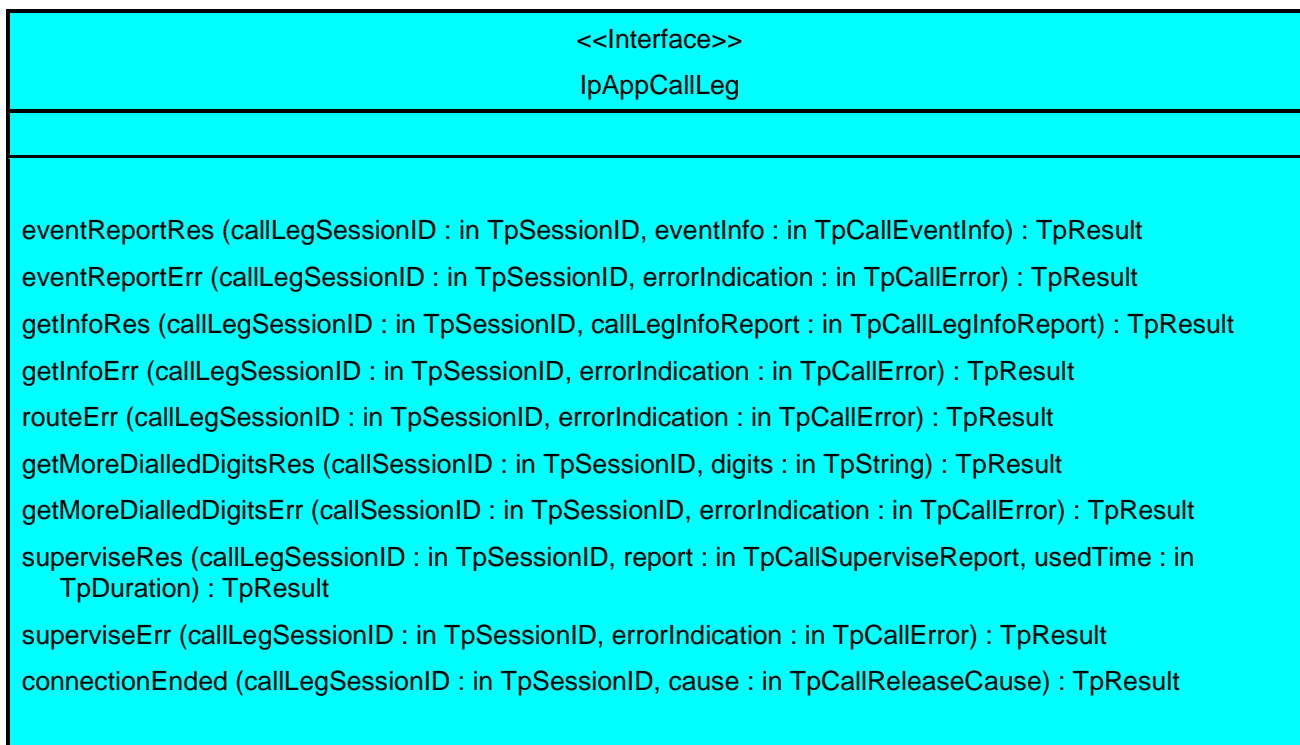 <<Interface>>
IpAppCallLeg
eventReportRes (callLegSessionID : in TpSessionID, eventInfo : in TpCallEventInfo) : TpResult
eventReportErr (callLegSessionID : in TpSessionID, errorIndication : in TpCallError) : TpResult
getInfoRes (callLegSessionID : in TpSessionID, callLegInfoReport : in TpCallLegInfoReport) : TpResult
getInfoErr (callLegSessionID : in TpSessionID, errorIndication : in TpCallError) : TpResult
routeErr (callLegSessionID : in TpSessionID, errorIndication : in TpCallError) : TpResult
getMoreDialledDigitsRes (callSessionID : in TpSessionID, digits : in TpString) : TpResult
getMoreDialledDigitsErr (callSessionID : in TpSessionID, errorIndication : in TpCallError) : TpResult
superviseRes (callLegSessionID : in TpSessionID, report : in TpCallSuperviseReport, usedTime : in
TpDuration) : TpResult
superviseErr (callLegSessionID : in TpSessionID, errorIndication : in TpCallError) : TpResult
connectionEnded (callLegSessionID : in TpSessionID, cause : in TpCallReleaseCause) : TpResult